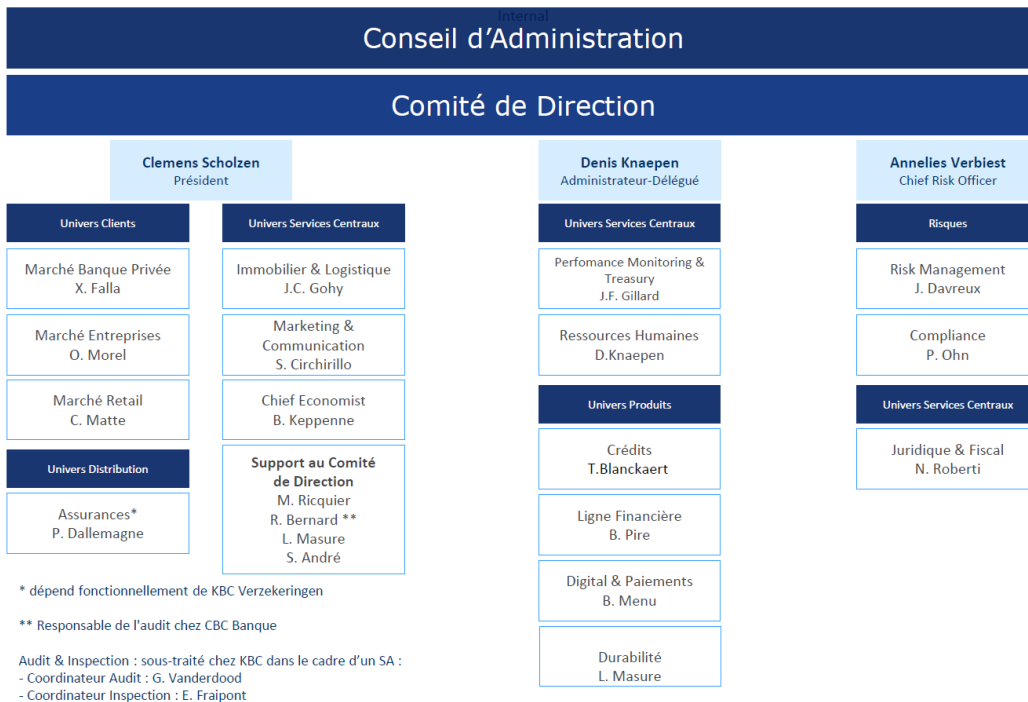 Internal
Conseil d'Administration
Comité de Direction
Clemens Scholzen
Président
Univers Clients
Marché Banque Privée
X. Falla
Marché Entreprises
O. Morel
Marché Retail
C. Matte
Univers Distribution
Assurances*
P. Dallemagne
Univers Services Centraux
Immobilier & Logistique
J.C. Gohy
Marketing &
Communication
S. Circhirillo
Chief Economist
B. Keppenne
Support au Comité
de Direction
M. Ricquier
R. Bernard **
L. Masure
S. André
Denis Knaepen
Administrateur-Délégué
Univers Services Centraux
Perfomance Monitoring &
Treasury
J.F. Gillard
Ressources Humaines
D.Knaepen
Univers Produits
Crédits
T.Blanckaert
Ligne Financière
B. Pire
Digital & Paiements
B. Menu
Durabilité
L. Masure
Annelies Verbiest
Chief Risk Officer
Risques
Risk Management
J. Davreux
Compliance
P. Ohn
Univers Services Centraux
Juridique & Fiscal
N. Roberti
* dépend fonctionnellement de KBC Verzekeringen
** Responsable de l'audit chez CBC Banque
Audit & Inspection : sous-traité chez KBC dans le cadre d'un SA :
- Coordinateur Audit : G. Vanderdood
- Coordinateur Inspection : E. Fraipont